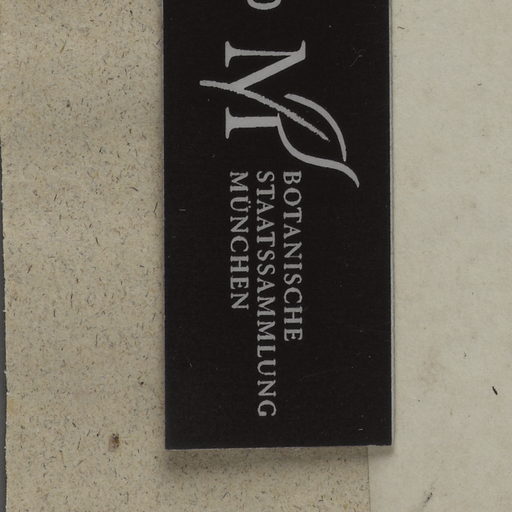 M
BOTANISCHE
STAATSSAMMLUNG
MÜNCHEN